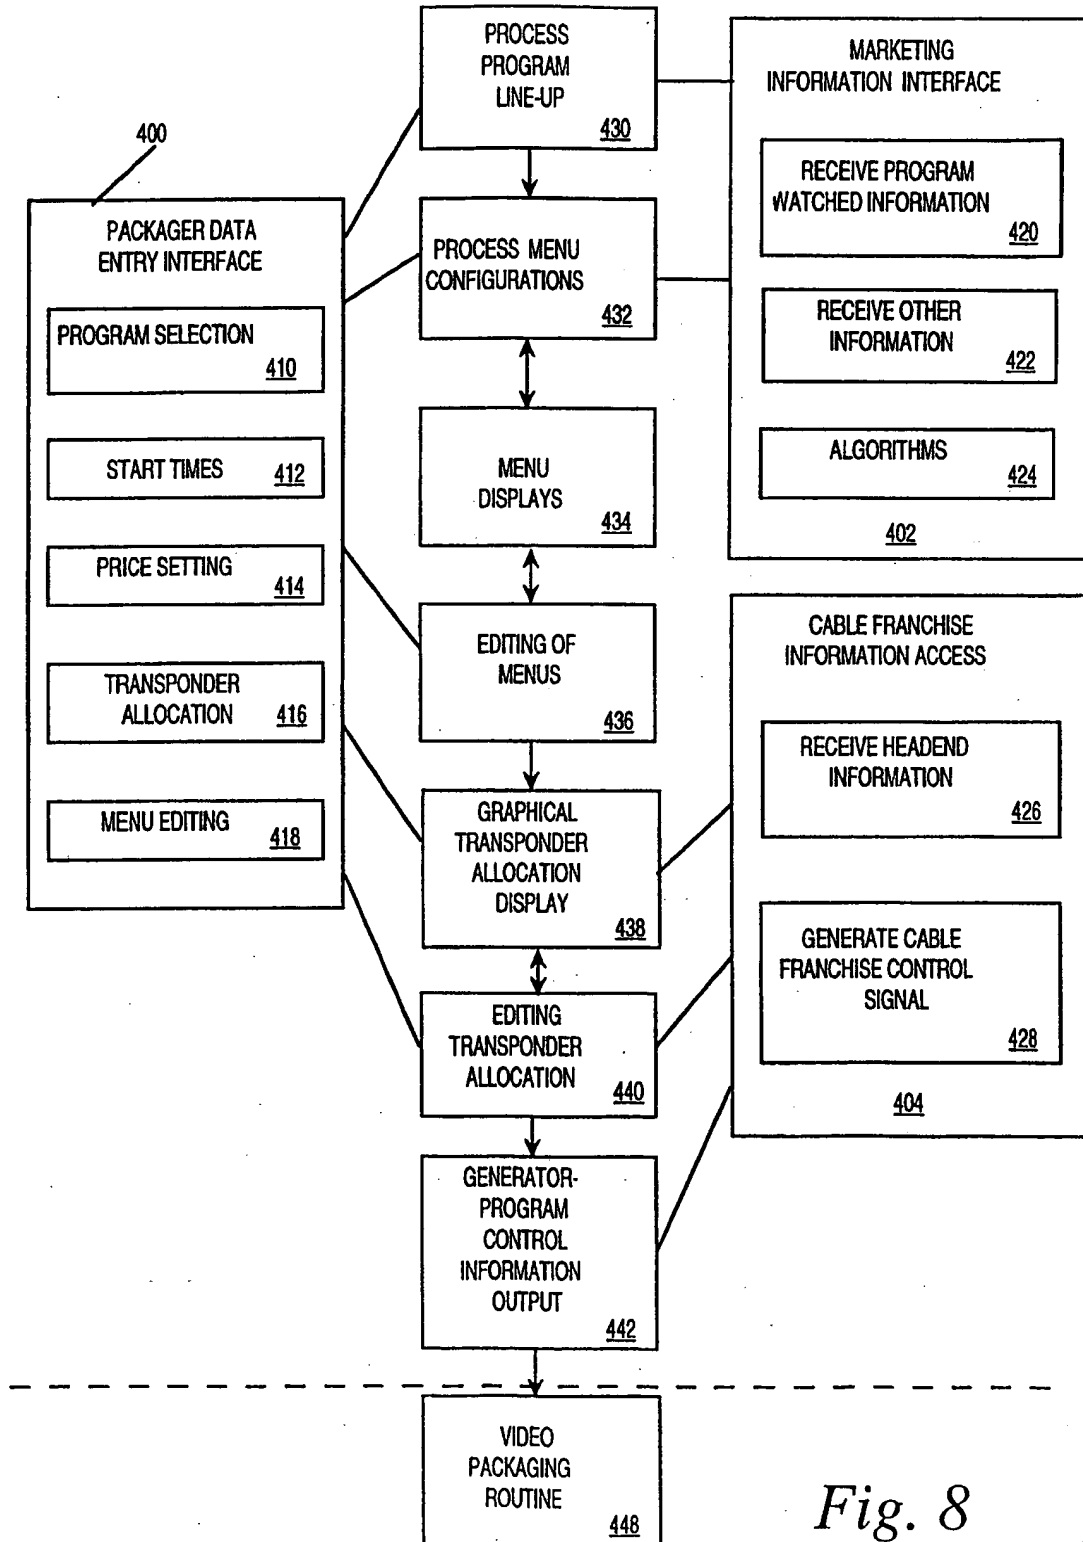 PROCESS
PROGRAM
LINE-UP
430
MARKETING
INFORMATION INTERFACE
RECEIVE PROGRAM
WATCHED INFORMATION
420
RECEIVE OTHER
INFORMATION
422
ALGORITHMS
424
402
400
PACKAGER DATA
ENTRY INTERFACE
PROGRAM SELECTION
410
START TIMES
412
PRICE SETTING
414
TRANSPONDER
ALLOCATION
416
MENU EDITING
418
PROCESS MENU
CONFIGURATIONS
432
MENU
DISPLAYS
434
EDITING OF
MENUS
436
GRAPHICAL
TRANSPONDER
ALLOCATION
DISPLAY
438
EDITING
TRANSPONDER
ALLOCATION
440
CABLE FRANCHISE
INFORMATION ACCESS
RECEIVE HEADEND
INFORMATION
426
GENERATE CABLE
FRANCHISE CONTROL
SIGNAL
428
404
GENERATOR-
PROGRAM
CONTROL
INFORMATION
OUTPUT
442
VIDEO
PACKAGING
ROUTINE
448
Fig. 8